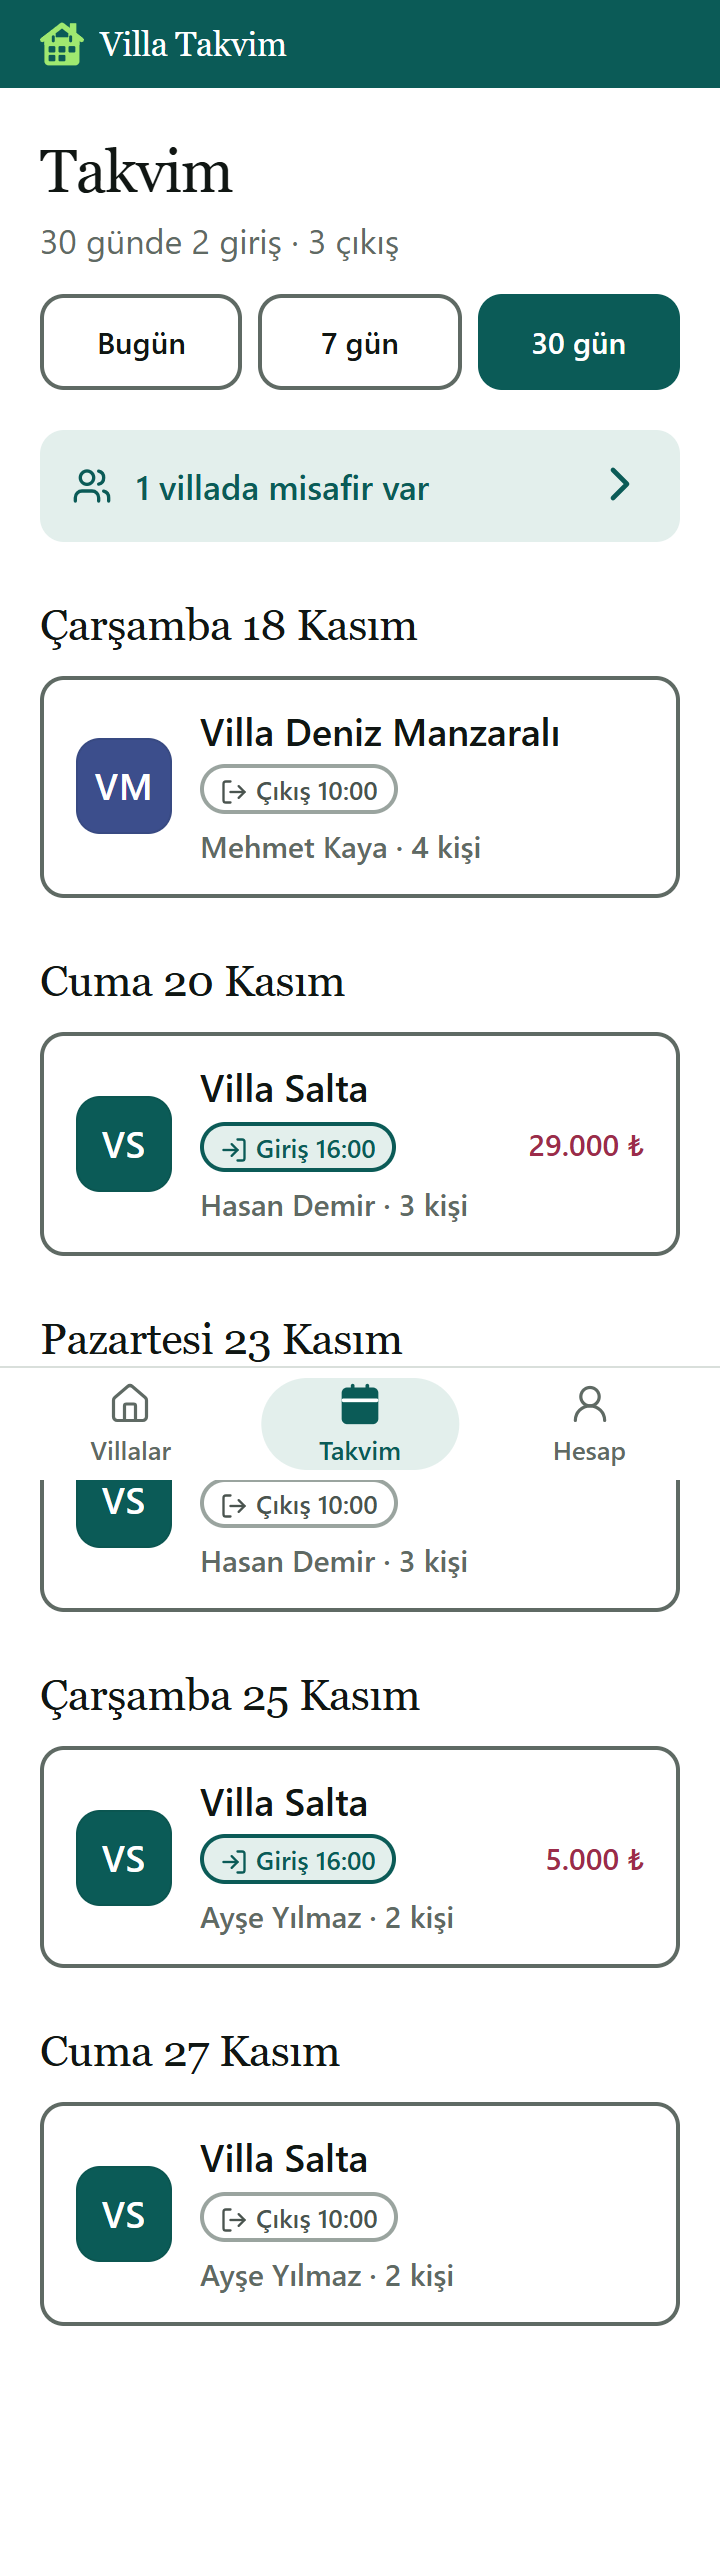 Villa Takvim
Takvim
30 günde 2 giriş · 3 çıkış
Bugün
7 gün
30 gün
1 villada misafir var
Çarşamba 18 Kasım
VM
Villa Deniz Manzaralı
Çıkış 10:00
Mehmet Kaya · 4 kişi
Cuma 20 Kasım
VS
Villa Salta
Giriş 16:00
29.000 ₺
Hasan Demir · 3 kişi
Pazartesi 23 Kasım
Villalar
Takvim
Hesap
VS
Çıkış 10:00
Hasan Demir · 3 kişi
Çarşamba 25 Kasım
VS
Villa Salta
Giriş 16:00
5.000 ₺
Ayşe Yılmaz · 2 kişi
Cuma 27 Kasım
VS
Villa Salta
Çıkış 10:00
Ayşe Yılmaz · 2 kişi